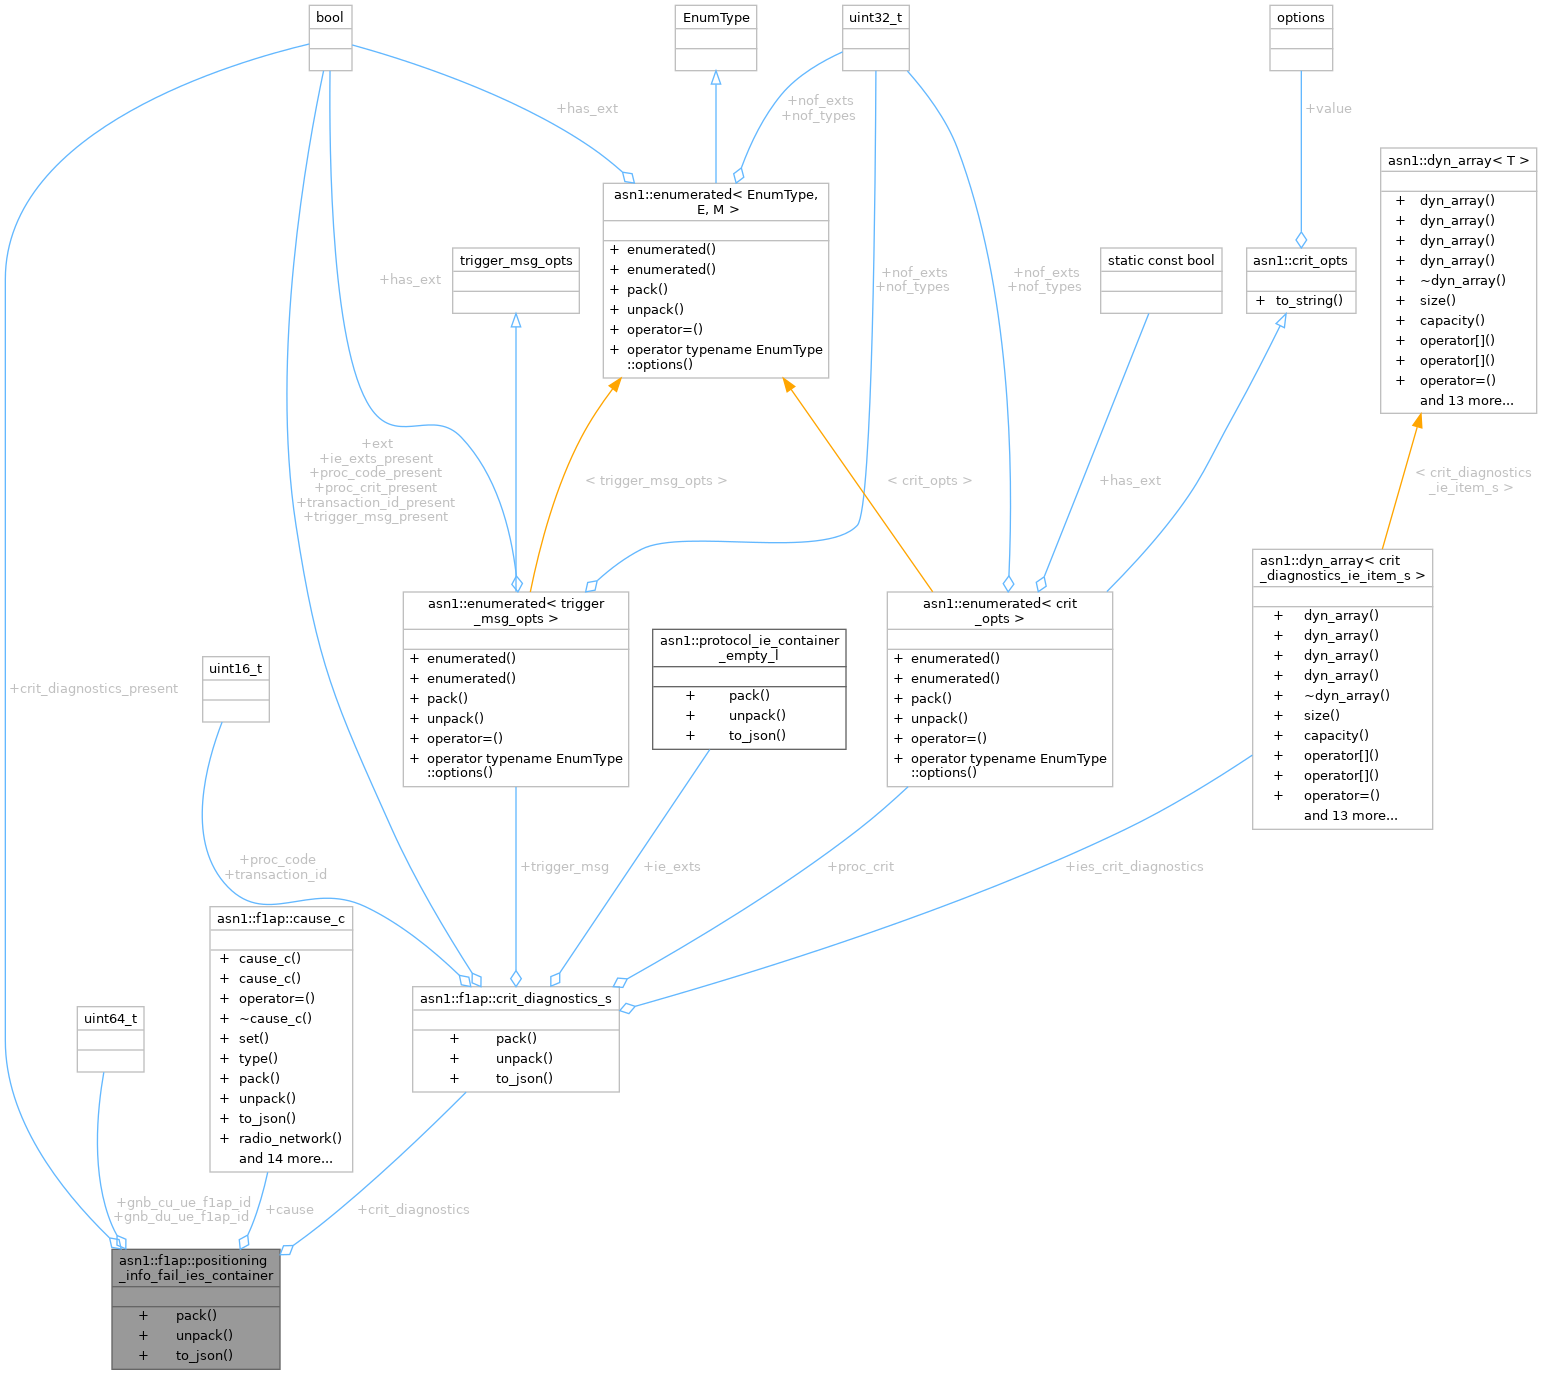 bool
EnumType
uint32_t
options
+has_ext
+nof_exts
+nof_types
+value
asn1::dyn_array< T >
+ dyn_array()
+ dyn_array()
+ dyn_array()
+ dyn_array()
+ ~dyn_array()
+ size()
+ capacity()
+ operator[]()
+ operator[]()
+ operator=()
and 13 more...
asn1::enumerated< EnumType,
E, M >
+ enumerated()
+ enumerated()
+ pack()
+ unpack()
+ operator=()
+ operator typename EnumType
::options()
trigger_msg_opts
static const bool
asn1::crit_opts
+ to_string()
+has_ext
+nof_exts
+nof_types
+nof_exts
+nof_types
+ext
+ie_exts_present
+proc_code_present
+proc_crit_present
+transaction_id_present
+trigger_msg_present
< trigger_msg_opts >
< crit_opts >
+has_ext
< crit_diagnostics
_ie_item_s >
asn1::dyn_array< crit
_diagnostics_ie_item_s >
+ dyn_array()
+ dyn_array()
+ dyn_array()
+ dyn_array()
+ ~dyn_array()
+ size()
+ capacity()
+ operator[]()
+ operator[]()
+ operator=()
and 13 more...
asn1::enumerated< trigger
_msg_opts >
+ enumerated()
+ enumerated()
+ pack()
+ unpack()
+ operator=()
+ operator typename EnumType
::options()
asn1::protocol_ie_container
_empty_l
+ pack()
+ unpack()
+ to_json()
asn1::enumerated< crit
_opts >
+ enumerated()
+ enumerated()
+ pack()
+ unpack()
+ operator=()
+ operator typename EnumType
::options()
uint16_t
+crit_diagnostics_present
+proc_code
+transaction_id
+trigger_msg
+ie_exts
+proc_crit
+ies_crit_diagnostics
asn1::f1ap::cause_c
+ cause_c()
+ cause_c()
+ operator=()
+ ~cause_c()
+ set()
+ type()
+ pack()
+ unpack()
+ to_json()
+ radio_network()
and 14 more...
asn1::f1ap::crit_diagnostics_s
+ pack()
+ unpack()
+ to_json()
uint64_t
+gnb_cu_ue_f1ap_id
+gnb_du_ue_f1ap_id
+cause
+crit_diagnostics
asn1::f1ap::positioning
_info_fail_ies_container
+ pack()
+ unpack()
+ to_json()